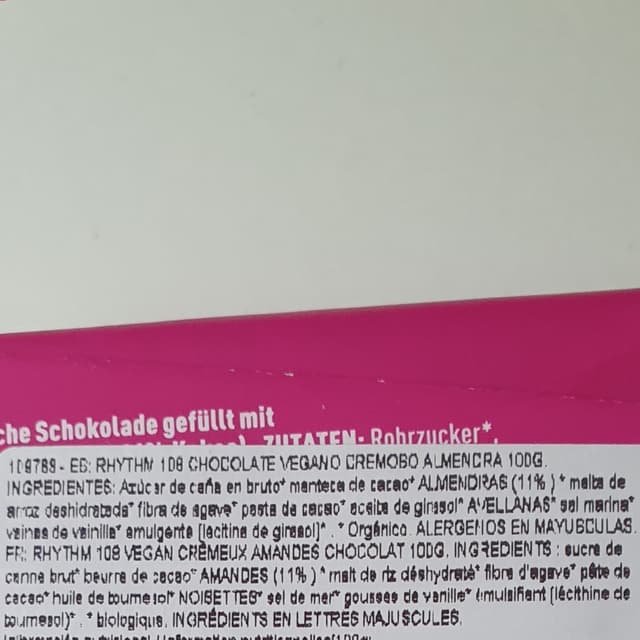 che Schokolade gefüllt mit
ZUTATEN: Rohrzucker*,
109788 - ES: RHYTHM 108 CHOCOLATE VEGANO CREMOSO ALMENDRA 100G.
INGREDIENTES: Azúcar de caña en bruto* manteca de cacao* ALMENDRAS (11% )* malta de
arroz deshidratada* fibra de agave* pasta de cacao* aceite de girasol* AVELLANAS* sal marina*
vainas de vainilla* emulgente (lecitina de girasol)* . * Orgánico. ALERGENOS EN MAYUSCULAS.
FR: RHYTHM 108 VEGAN CRÊMEUX AMANDES CHOCOLAT 100G. INGREDIENTS : sucre de
canne brut* beurre de cacao* AMANDES (11% )* malt de riz déshydraté* fibre d'agave* pâte de
cacao* huile de tournesol* NOISETTES* sel de mer* gousses de vanille* émulsifiant (lécithine de
tournesol)* . * biologique. INGRÉDIENTS EN LETTRES MAJUSCULES.